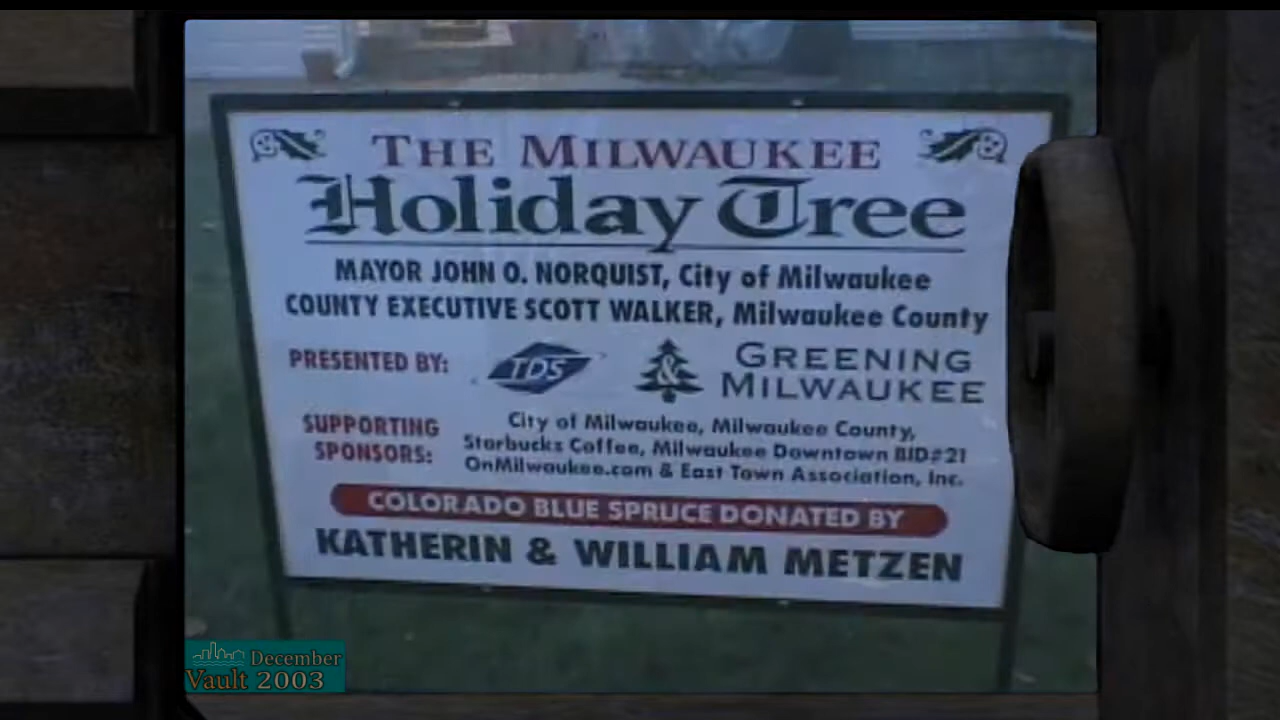 THE MILWAUKEE
Holiday Tree
MAYOR JOHN O. NORQUIST, City of Milwaukee
COUNTY EXECUTIVE SCOTT WALKER, Milwaukee County
PRESENTED BY:
TDS
&
GREENING
MILWAUKEE
SUPPORTING
SPONSORS:
City of Milwaukee, Milwaukee County,
Starbucks Coffee, Milwaukee Downtown BID#21
OnMilwaukee.com & East Town Association, Inc.
COLORADO BLUE SPRUCE DONATED BY
KATHERIN & WILLIAM METZEN
December
Vault 2003